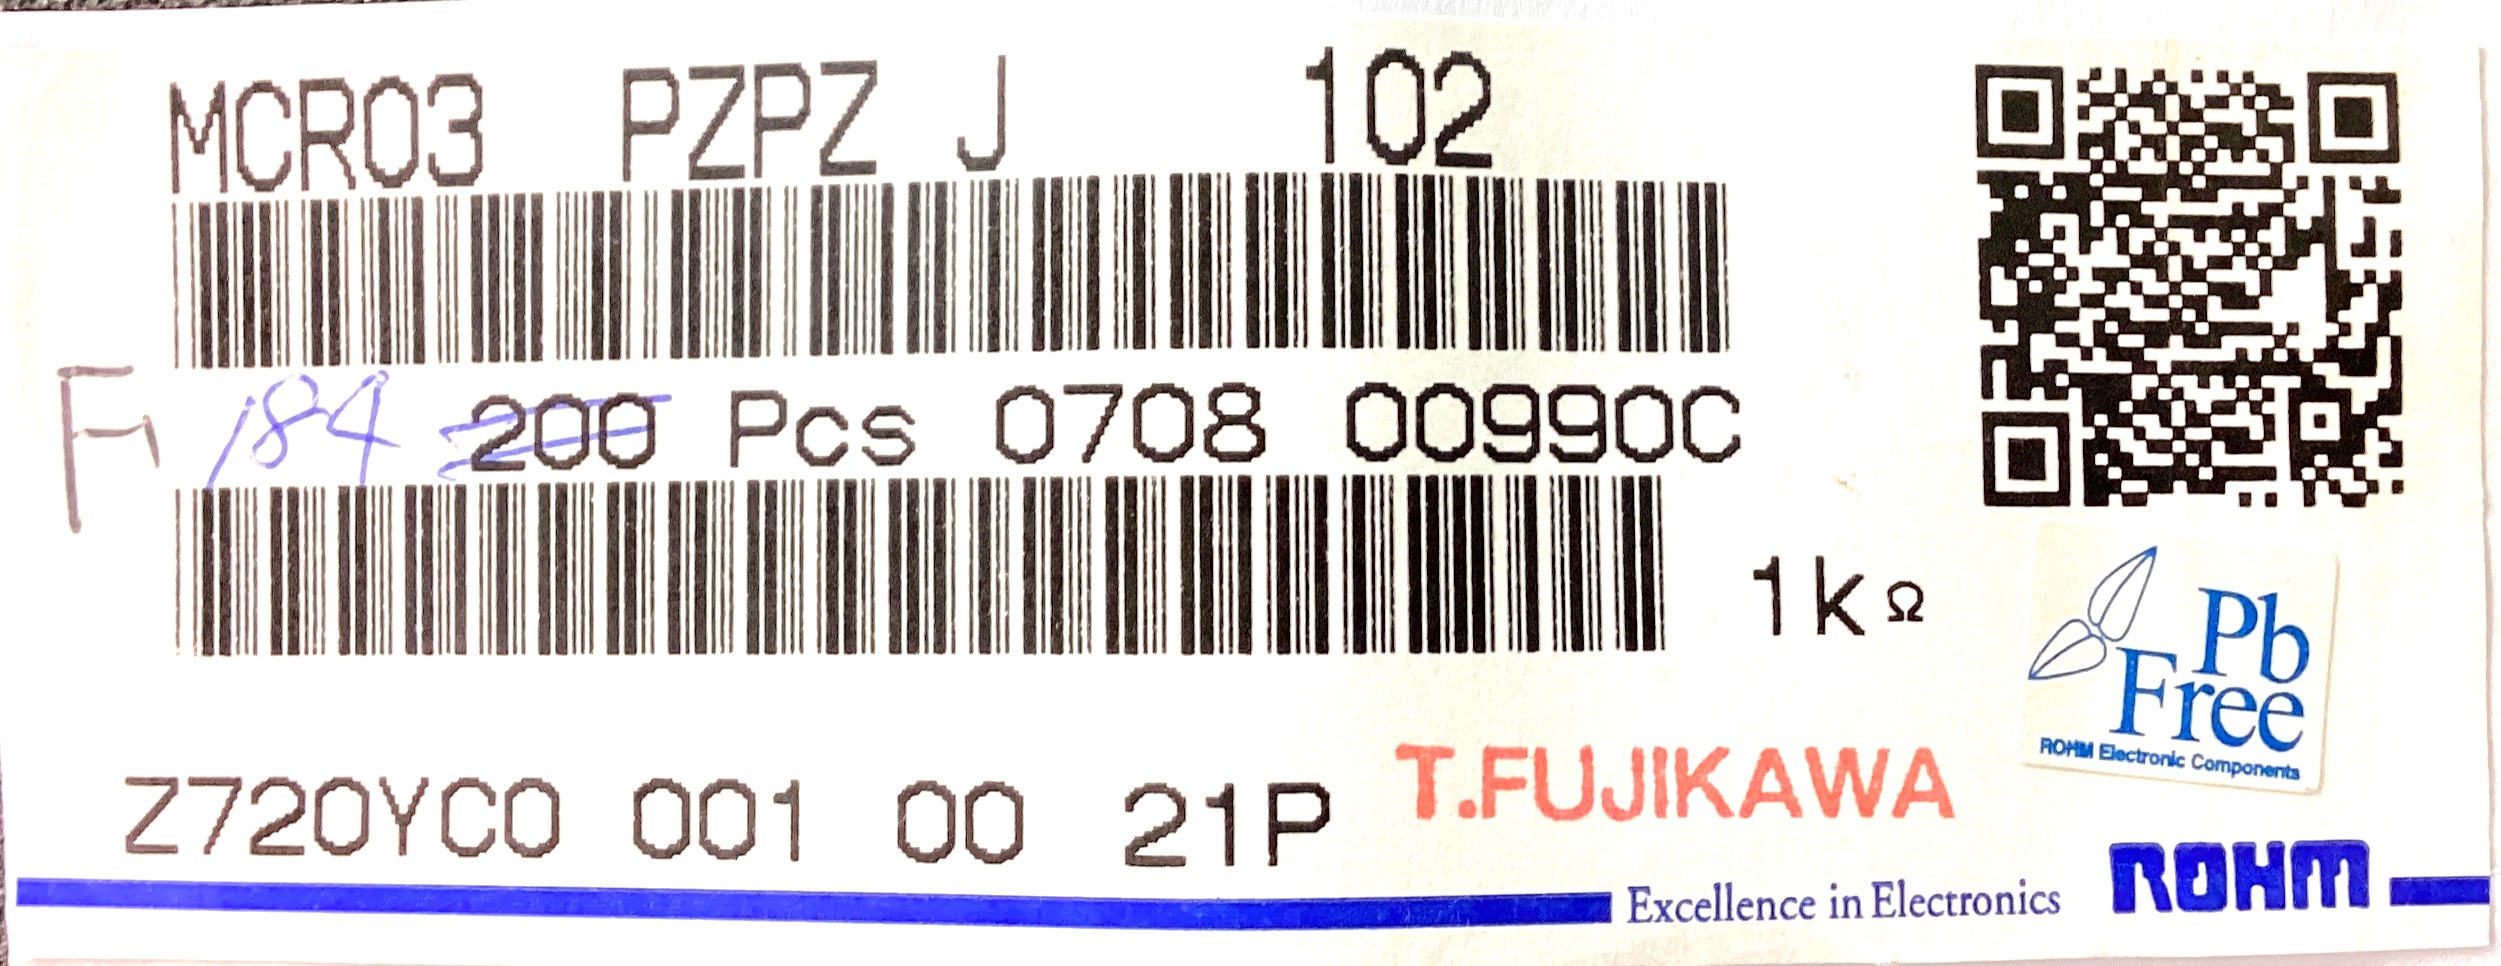 MCR03 PZPZ J 102
F 184 200 Pcs 0708 00990C
1kΩ
Pb
Free
ROHM Electronic Components
Z720YC0 001 00 21P T.FUJIKAWA
Excellence in Electronics ROHM